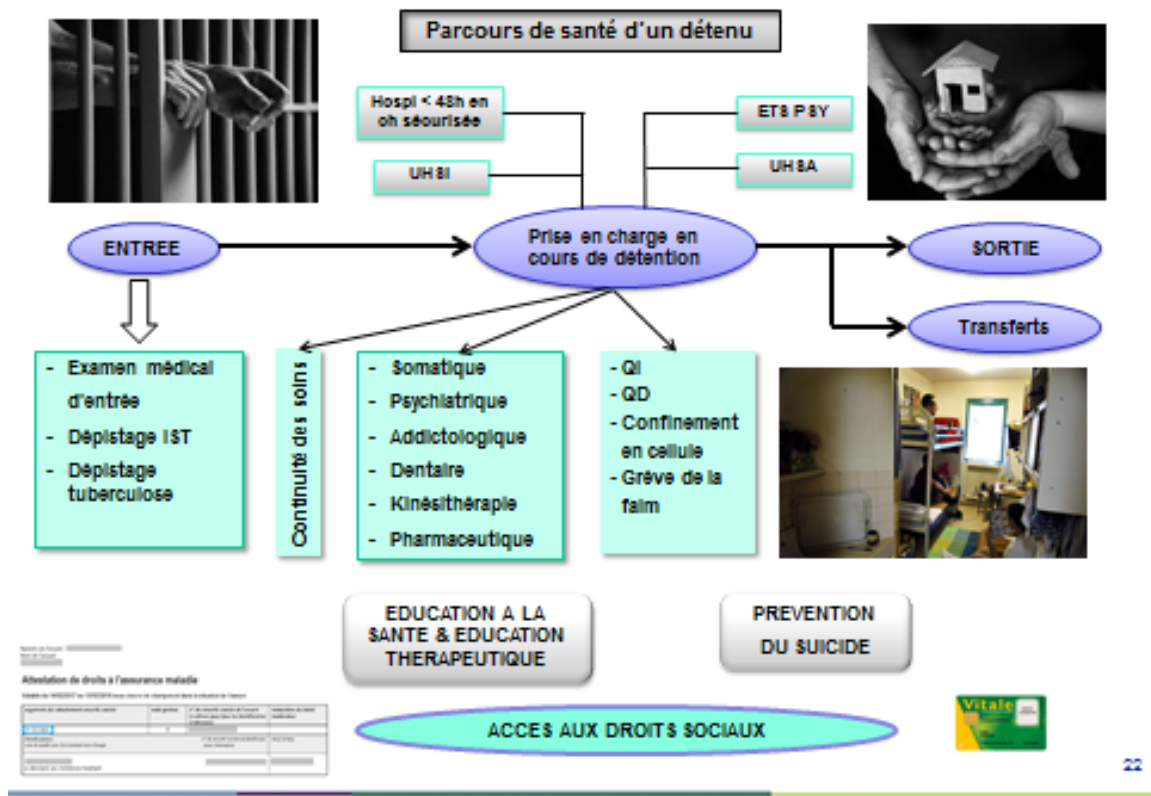 Parcours de santé d'un détenu
Hospi < 48h en
ch sécurisée
UHSI
ETS PSY
UHSA
ENTREE
Prise en charge en
cours de détention
SORTIE
Transferts
- Examen médical
d'entrée
- Dépistage IST
- Dépistage
tuberculose
Continuité des soins
- Somatique
- Psychiatrique
- Addictologique
- Dentaire
- Kinésithérapie
- Pharmaceutique
- QI
- QD
- Confinement
en cellule
- Grève de la
faim
EDUCATION A LA
SANTE & EDUCATION
THERAPEUTIQUE
PREVENTION
DU SUICIDE
Attestation de droits à l'assurance maladie
ACCES AUX DROITS SOCIAUX
Vitale
22